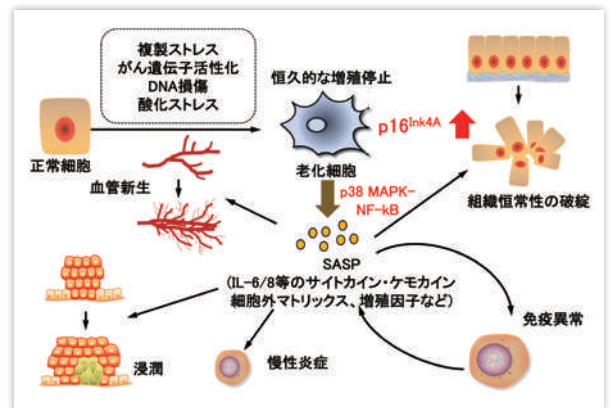 複製ストレス
がん遺伝子活性化
DNA損傷
酸化ストレス
恒久的な増殖停止
p16Ink4A
正常細胞
老化細胞
血管新生
p38 MAPK-
NF-kB
組織恒常性の破綻
SASP
(IL-6/8等のサイトカイン・ケモカイン
細胞外マトリックス、増殖因子など)
免疫異常
浸潤
慢性炎症